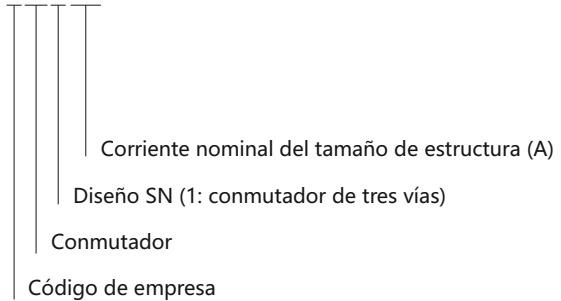 Corriente nominal del tamaño de estructura (A)
Diseño SN (1: conmutador de tres vías)
Conmutador
Código de empresa